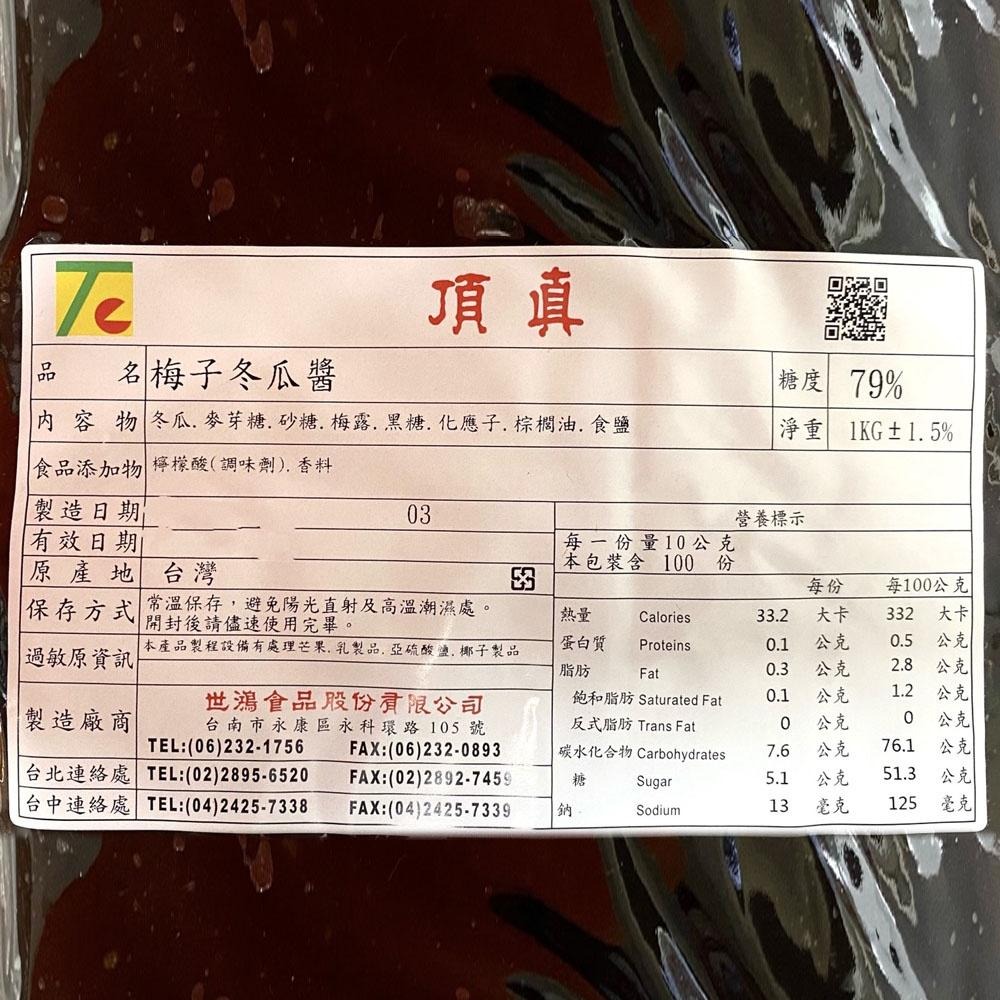 Tc
頂真
品名 梅子冬瓜醬 糖度 79%
內容物 冬瓜. 麥芽糖. 砂糖. 梅露. 黑糖. 化應子. 棕櫚油. 食鹽 淨重 1KG±1.5%
食品添加物 檸檬酸(調味劑). 香料
製造日期 03
有效日期
原產地 台灣
保存方式 常溫保存，避免陽光直射及高溫潮濕處。
開封後請儘速使用完畢。
過敏原資訊 本產品製程設備有處理芒果. 乳製品. 亞硫酸鹽. 椰子製品
製造廠商 世鴻食品股份有限公司
台南市永康區永科環路 105 號
TEL:(06)232-1756 FAX:(06)232-0893
台北連絡處 TEL:(02)2895-6520 FAX:(02)2892-7459
台中連絡處 TEL:(04)2425-7338 FAX:(04)2425-7339
營養標示
每一份量10公克
本包裝含 100 份
每份 每100公克
熱量 Calories 33.2 大卡 332 大卡
蛋白質 Proteins 0.1 公克 0.5 公克
脂肪 Fat 0.3 公克 2.8 公克
飽和脂肪 Saturated Fat 0.1 公克 1.2 公克
反式脂肪 Trans Fat 0 公克 0 公克
碳水化合物 Carbohydrates 7.6 公克 76.1 公克
糖 Sugar 5.1 公克 51.3 公克
鈉 Sodium 13 毫克 125 毫克